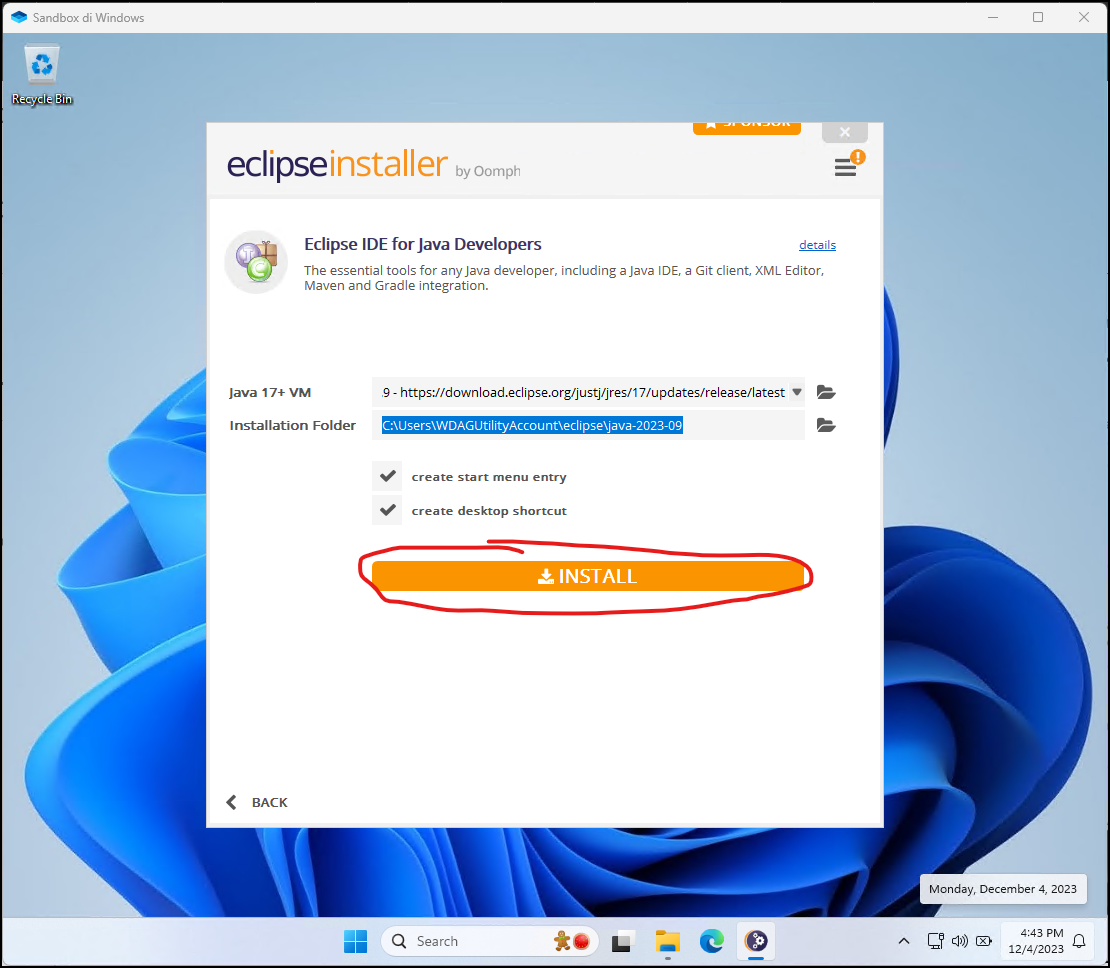 Sandbox di Windows
Recycle Bin
SPONSOR
eclipse installer by Oomph
Eclipse IDE for Java Developers
details
The essential tools for any Java developer, including a Java IDE, a Git client, XML Editor,
Maven and Gradle integration.
Java 17+ VM
.9 - https://download.eclipse.org/justj/jres/17/updates/release/latest
Installation Folder
C:\Users\WDAGUtilityAccount\eclipse\java-2023-09
create start menu entry
create desktop shortcut
INSTALL
BACK
Monday, December 4, 2023
Search
4:43 PM
12/4/2023